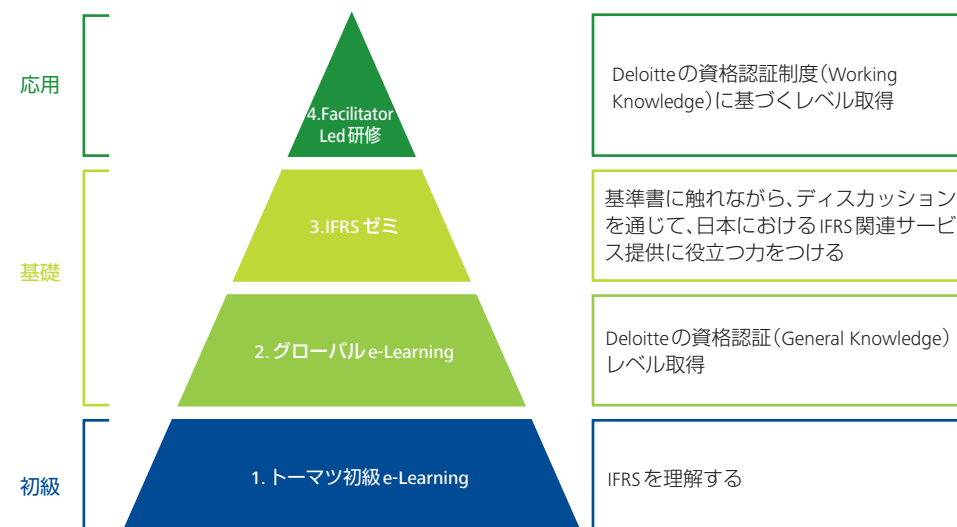 応用
4.Facilitator
Led研修
Deloitteの資格認証制度(Working
Knowledge)に基づくレベル取得
基礎
3.IFRSゼミ
基準書に触れながら、ディスカッション
を通じて、日本におけるIFRS関連サービ
ス提供に役立つ力をつける
2.グローバルe-Learning
Deloitteの資格認証(General Knowledge)
レベル取得
初級
1.トーマツ初級e-Learning
IFRSを理解する